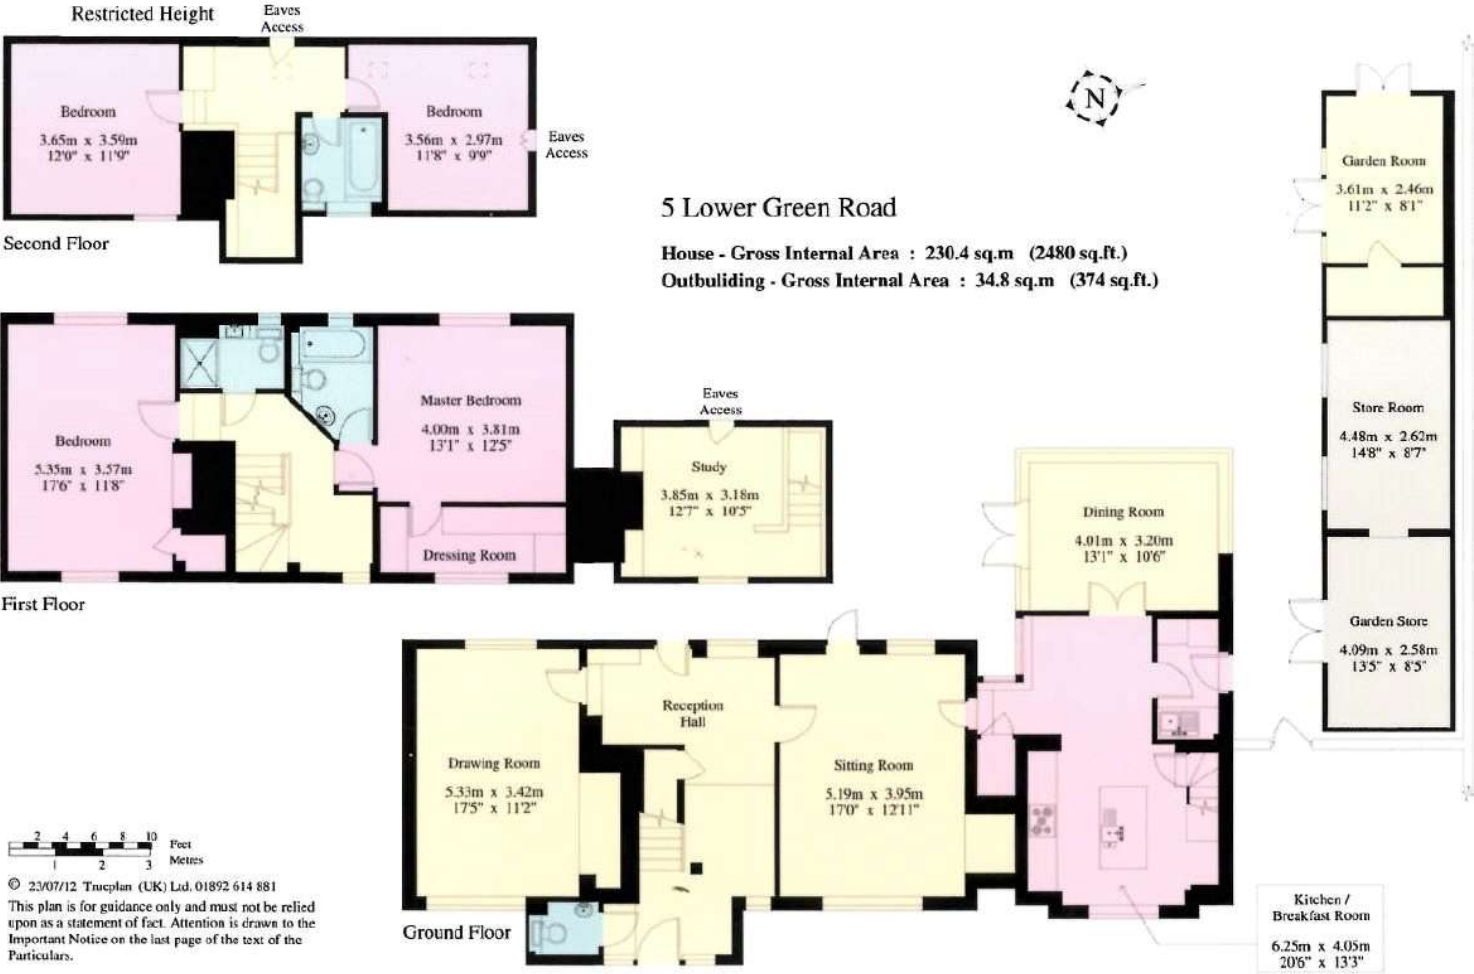 Restricted Height
Eaves
Access
Bedroom
3.65m x 3.59m
12'0" x 11'9"
Bedroom
3.56m x 2.97m
11'8" x 9'9"
Eaves
Access
Second Floor
N
5 Lower Green Road
House - Gross Internal Area : 230.4 sq.m (2480 sq.ft.)
Outbuliding - Gross Internal Area : 34.8 sq.m (374 sq.ft.)
Garden Room
3.61m x 2.46m
11'2" x 8'1"
Store Room
4.48m x 2.62m
14'8" x 8'7"
Garden Store
4.09m x 2.58m
13'5" x 8'5"
Bedroom
5.35m x 3.57m
17'6" x 11'8"
Master Bedroom
4.00m x 3.81m
13'1" x 12'5"
Dressing Room
First Floor
Eaves
Access
Study
3.85m x 3.18m
12'7" x 10'5"
Dining Room
4.01m x 3.20m
13'1" x 10'6"
Reception
Hall
Drawing Room
5.33m x 3.42m
17'5" x 11'2"
Sitting Room
5.19m x 3.95m
17'0" x 12'11"
Ground Floor
Kitchen /
Breakfast Room
6.25m x 4.05m
20'6" x 13'3"
2 4 6 8 10 Feet
1 2 3 Metres
© 23/07/12 Trueplan (UK) Ltd. 01892 614 881
This plan is for guidance only and must not be relied
upon as a statement of fact. Attention is drawn to the
Important Notice on the last page of the text of the
Particulars.